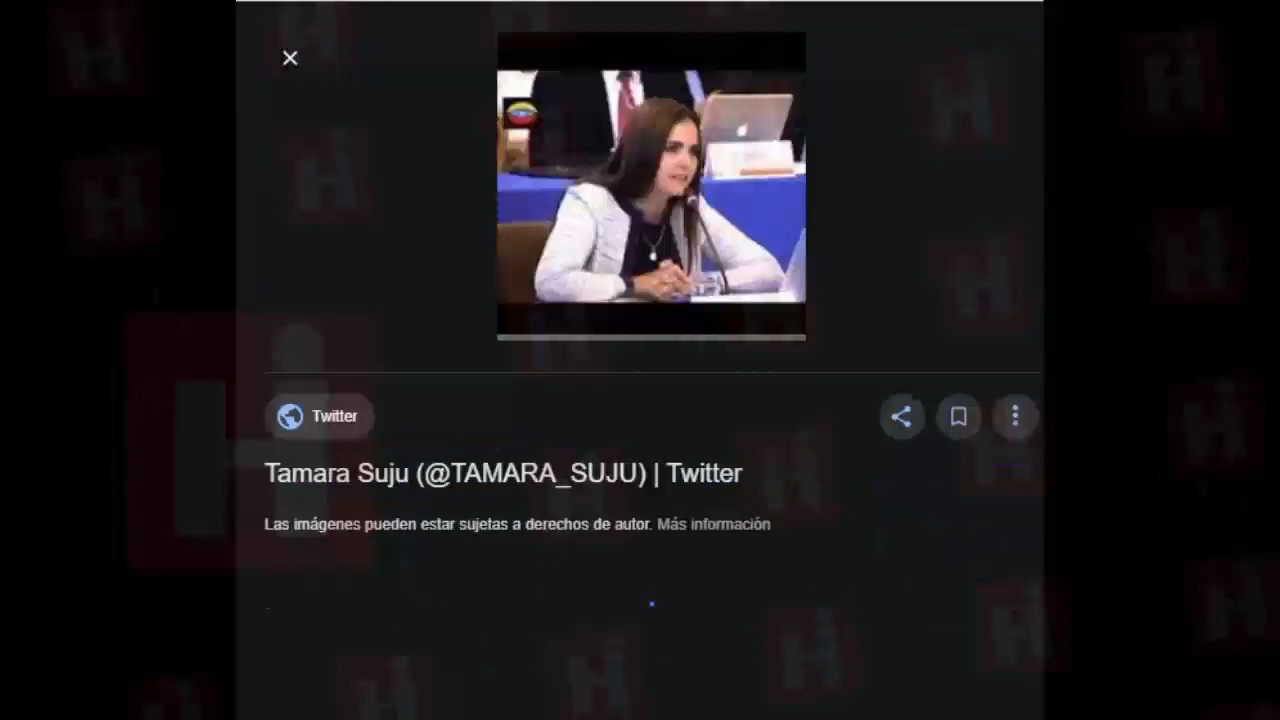 Twitter
Tamara Suju (@TAMARA_SUJU) | Twitter
Las imágenes pueden estar sujetas a derechos de autor. Más información